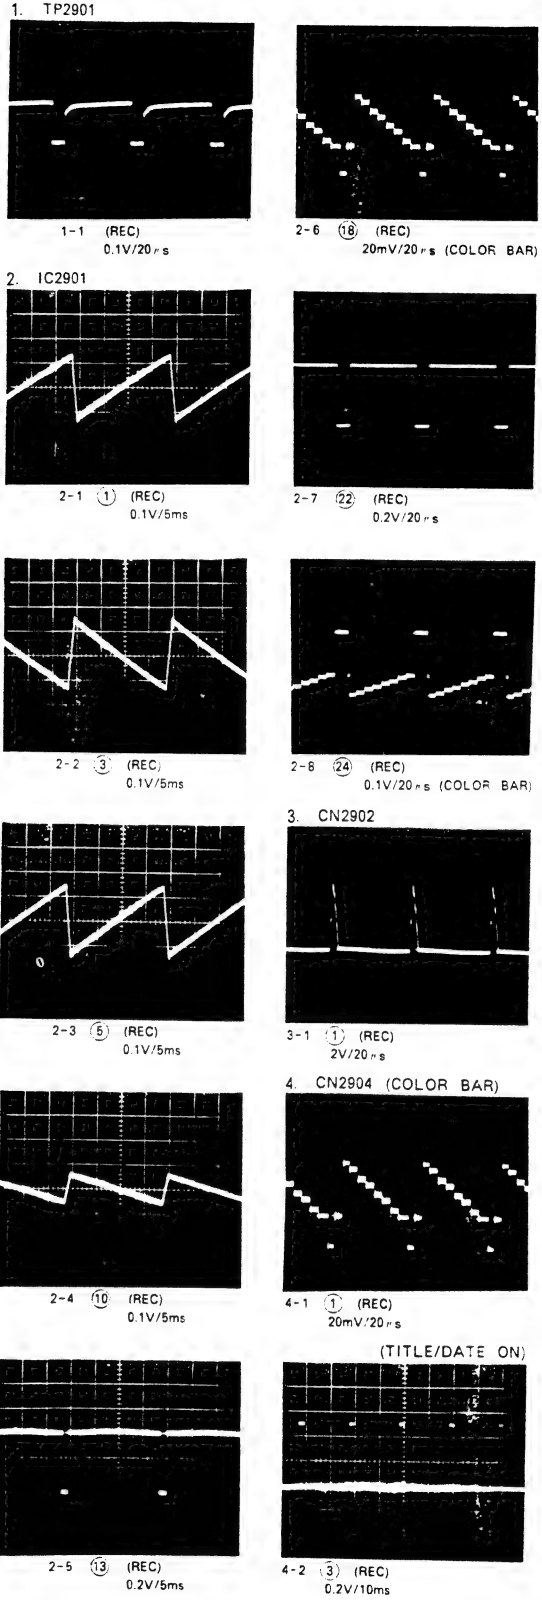 1. TP2901
1-1 (REC)
0.1V/20μs
2. IC2901
2-1 ① (REC)
0.1V/5ms
2-2 ③ (REC)
0.1V/5ms
2-3 ⑤ (REC)
0.1V/5ms
2-4 ⑩ (REC)
0.1V/5ms
2-5 ⑬ (REC)
0.2V/5ms
2-6 ⑱ (REC)
20mV/20μs (COLOR BAR)
2-7 ㉒ (REC)
0.2V/20μs
2-8 ㉔ (REC)
0.1V/20μs (COLOR BAR)
3. CN2902
3-1 ① (REC)
2V/20μs
4. CN2904 (COLOR BAR)
4-1 ① (REC)
20mV/20μs
(TITLE/DATE ON)
4-2 ③ (REC)
0.2V/10ms